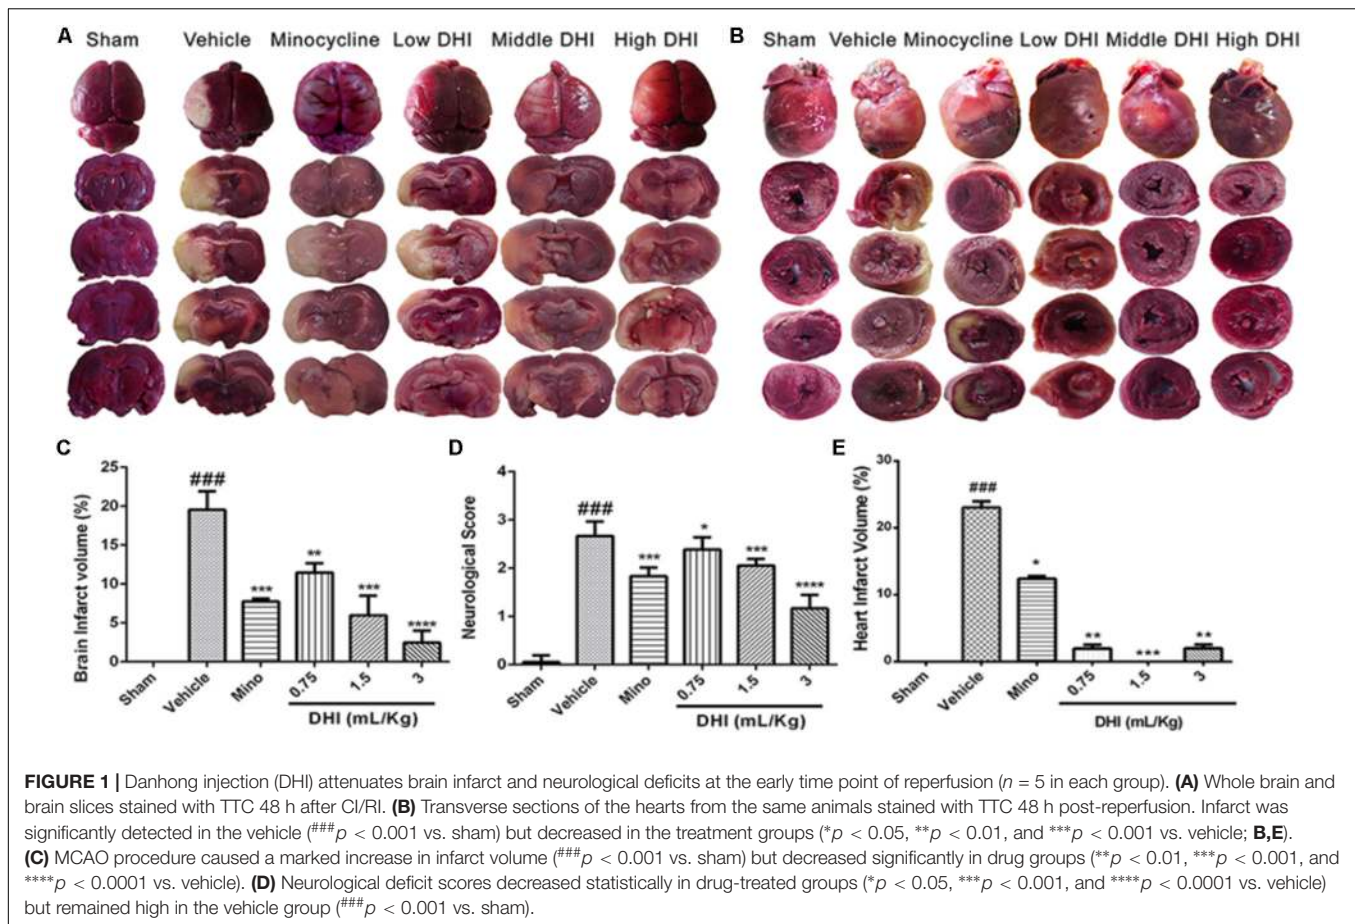 A Sham Vehicle Minocycline Low DHI Middle DHI High DHI
B Sham Vehicle Minocycline Low DHI Middle DHI High DHI
C
Brain Infarct volume (%)
25
20
15
10
5
0
###
***
**
***
****
Sham
Vehicle
Mino
0.75
1.5
3
DHI (mL/Kg)
D
Neurological Score
4
3
2
1
0
###
***
*
***
****
Sham
Vehicle
Mino
0.75
1.5
3
DHI (mL/Kg)
E
Heart Infarct Volume (%)
30
20
10
0
###
*
**
***
**
Sham
Vehicle
Mino
0.75
1.5
3
DHI (mL/Kg)
FIGURE 1 | Danhong injection (DHI) attenuates brain infarct and neurological deficits at the early time point of reperfusion (n = 5 in each group). (A) Whole brain and
brain slices stained with TTC 48 h after CI/RI. (B) Transverse sections of the hearts from the same animals stained with TTC 48 h post-reperfusion. Infarct was
significantly detected in the vehicle (###p < 0.001 vs. sham) but decreased in the treatment groups (*p < 0.05, **p < 0.01, and ***p < 0.001 vs. vehicle; B,E).
(C) MCAO procedure caused a marked increase in infarct volume (###p < 0.001 vs. sham) but decreased significantly in drug groups (**p < 0.01, ***p < 0.001, and
****p < 0.0001 vs. vehicle). (D) Neurological deficit scores decreased statistically in drug-treated groups (*p < 0.05, ***p < 0.001, and ****p < 0.0001 vs. vehicle)
but remained high in the vehicle group (###p < 0.001 vs. sham).